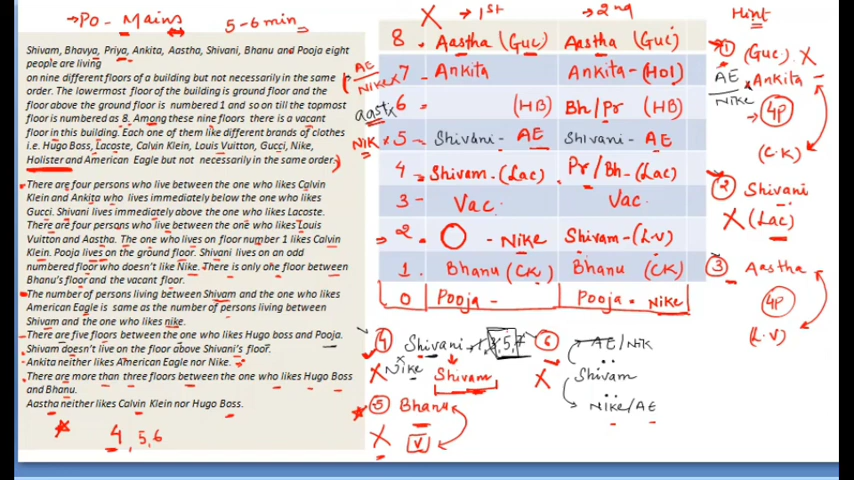 →Po - Mains
5-6 min
Shivam, Bhavya, Priya, Ankita, Aastha, Shivani, Bhanu and Pooja eight
people are living
on nine different floors of a building but not necessarily in the same
order. The lowermost floor of the building is ground floor and the
floor above the ground floor is numbered 1 and so on till the topmost
floor is numbered as 8. Among these nine floors there is a vacant
floor in this building. Each one of them like different brands of clothes
i.e. Hugo Boss, Lacoste, Calvin Klein, Louis Vuitton, Gucci, Nike,
Holister and American Eagle but not necessarily in the same order.
There are four persons who live between the one who likes Calvin
Klein and Ankita who lives immediately below the one who likes
Gucci. Shivani lives immediately above the one who likes Lacoste.
There are four persons who live between the one who likes Louis
Vuitton and Aastha. The one who lives on floor number 1 likes Calvin
Klein. Pooja lives on the ground floor. Shivani lives on an odd
numbered floor who doesn't like Nike. There is only one floor between
Bhanu's floor and the vacant floor.
The number of persons living between Shivam and the one who likes
American Eagle is same as the number of persons living between
Shivam and the one who likes nike.
There are five floors between the one who likes Hugo boss and Pooja.
Shivam doesn't live on the floor above Shivani's floor.
Ankita neither likes American Eagle nor Nike.
There are more than three floors between the one who likes Hugo Boss
and Bhanu.
Aastha neither likes Calvin Klein nor Hugo Boss.
4, 5, 6
X →1st →2nd
8 Aastha (Guc) Aastha (Guc)
AE/Nike x 7 Ankita Ankita-(Hol)
aast x 6 (HB) Bh/Pr (HB)
NIK x 5 Shivani - AE Shivani - AE
4 Shivam-(Lac) Pr/Bh-(Lac)
3 Vac Vac
2 - Nike Shivam-(L.V)
1 Bhanu (CK) Bhanu (CK)
0 Pooja - Pooja - Nike
Hint
1 (Guc) X
AE/Nike x Ankita
→ 4P
(C.K)
2 Shivani
X (Lac)
3 Aastha
4P
(L.V)
4 Shivani → 1, 3, 5, 7
X Nike Shivam
5 Bhanu
X V
6 AE/NIK
X Shivam
Nike/AE